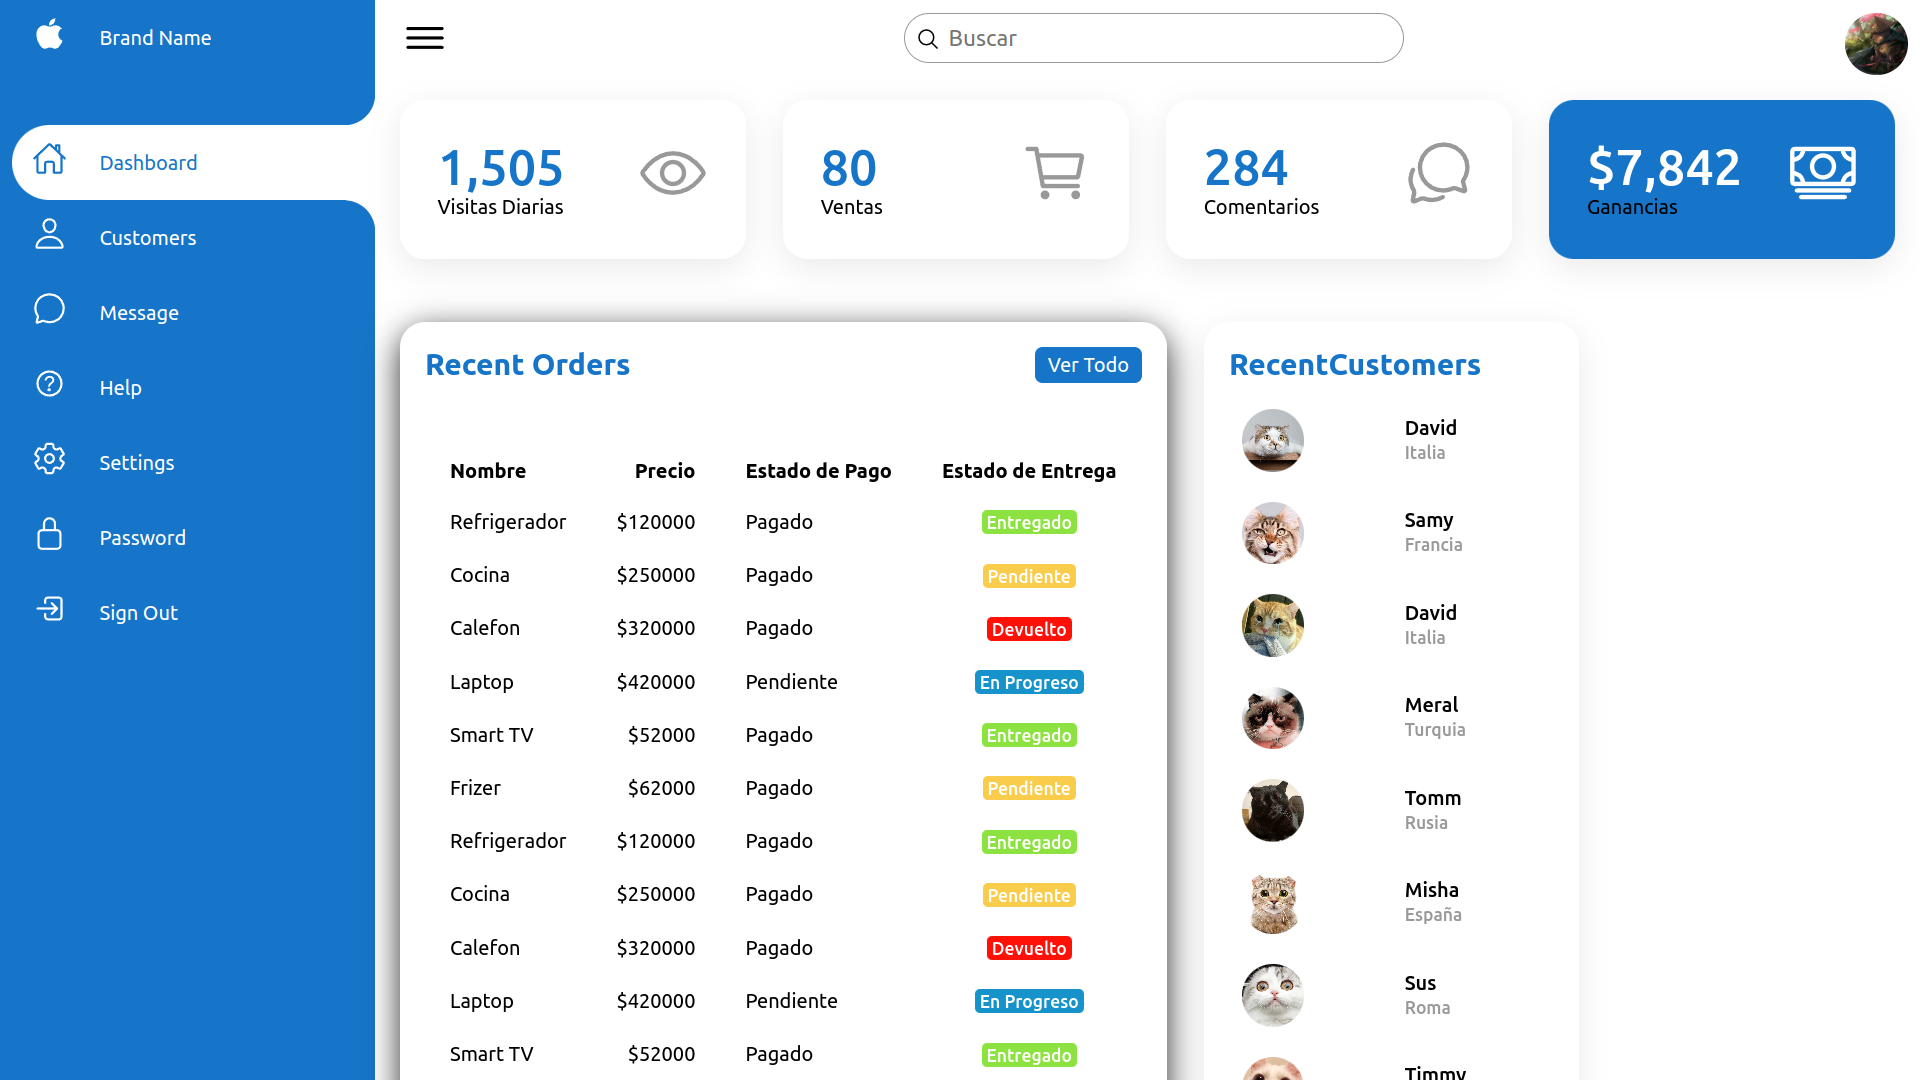 Brand Name
Dashboard
Customers
Message
Help
Settings
Password
Sign Out
Buscar
1,505
Visitas Diarias
80
Ventas
284
Comentarios
$7,842
Ganancias
Recent Orders
Ver Todo
Nombre Precio Estado de Pago Estado de Entrega
Refrigerador $120000 Pagado Entregado
Cocina $250000 Pagado Pendiente
Calefon $320000 Pagado Devuelto
Laptop $420000 Pendiente En Progreso
Smart TV $52000 Pagado Entregado
Frizer $62000 Pagado Pendiente
Refrigerador $120000 Pagado Entregado
Cocina $250000 Pagado Pendiente
Calefon $320000 Pagado Devuelto
Laptop $420000 Pendiente En Progreso
Smart TV $52000 Pagado Entregado
RecentCustomers
David
Italia
Samy
Francia
David
Italia
Meral
Turquia
Tomm
Rusia
Misha
España
Sus
Roma
Timmy